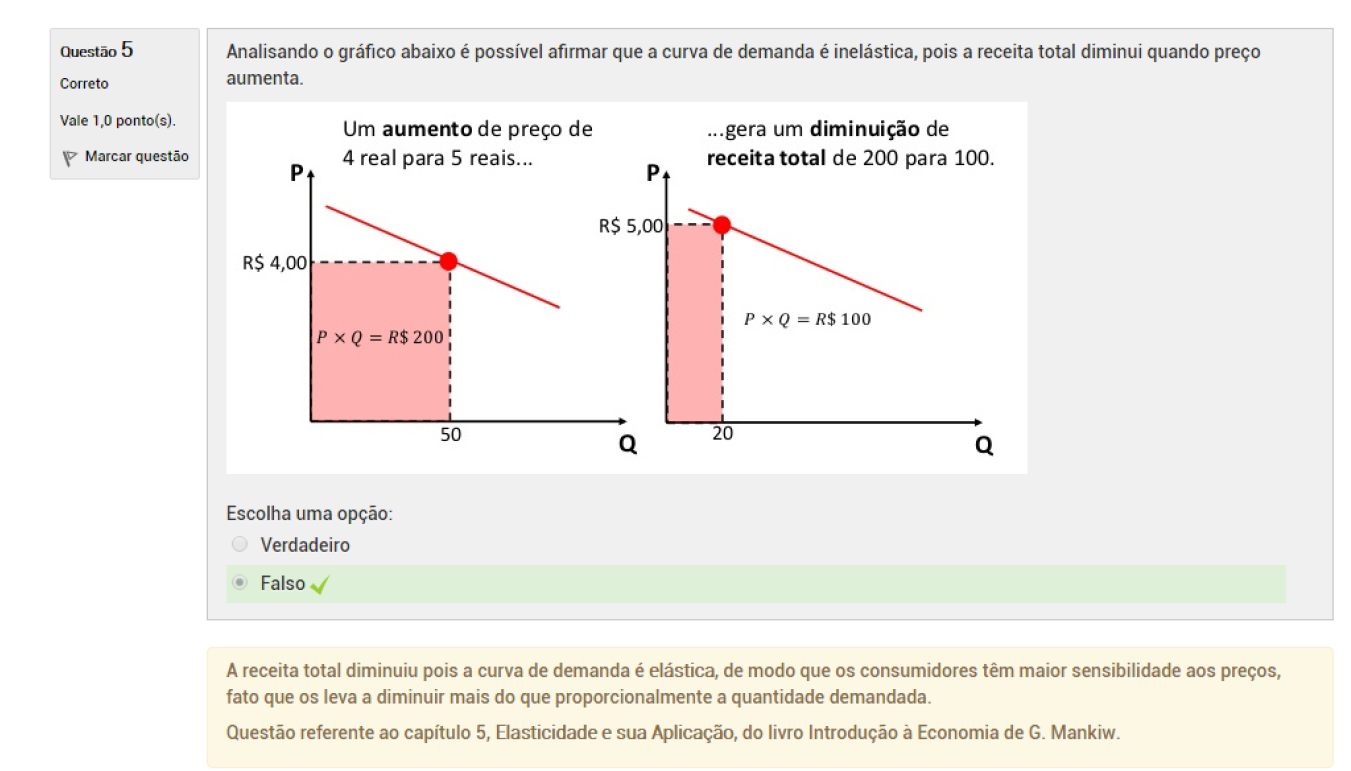 Questão 5
Correto
Vale 1,0 ponto(s).
Marcar questão
Analisando o gráfico abaixo é possível afirmar que a curva de demanda é inelástica, pois a receita total diminui quando preço
aumenta.
Um aumento de preço de
4 real para 5 reais...
P
R$ 4,00
P × Q = R$ 200
50
Q
...gera um diminuição de
receita total de 200 para 100.
P
R$ 5,00
P × Q = R$ 100
20
Q
Escolha uma opção:
Verdadeiro
Falso
A receita total diminuiu pois a curva de demanda é elástica, de modo que os consumidores têm maior sensibilidade aos preços,
fato que os leva a diminuir mais do que proporcionalmente a quantidade demandada.
Questão referente ao capítulo 5, Elasticidade e sua Aplicação, do livro Introdução à Economia de G. Mankiw.